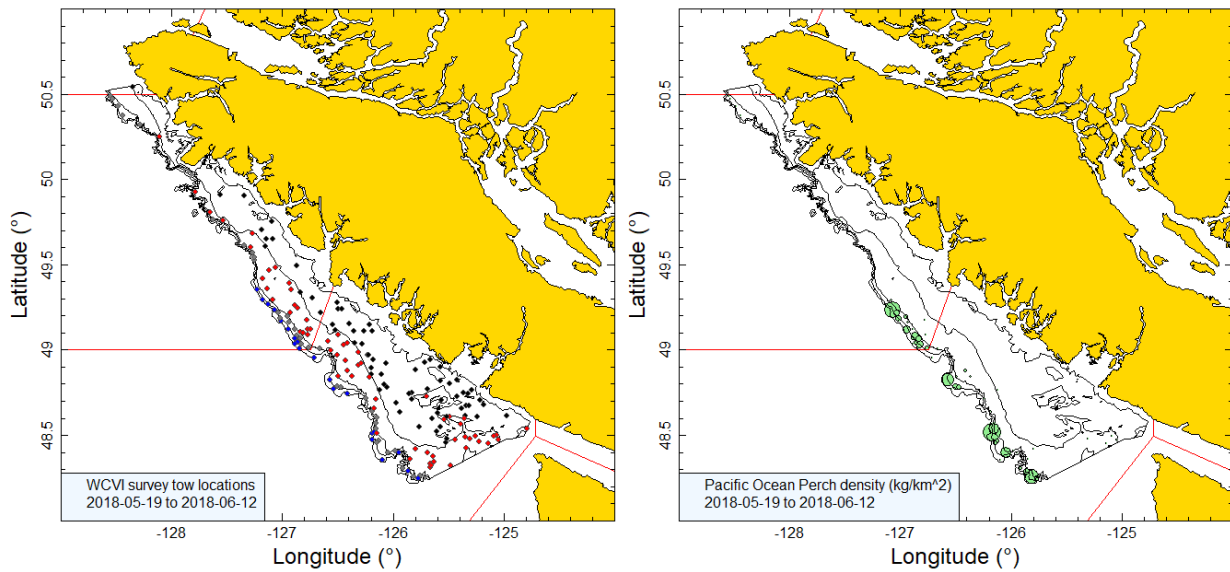 50.5
50
49.5
49
48.5
Latitude (°)
WCVI survey tow locations
2018-05-19 to 2018-06-12
-128
-127
-126
-125
Longitude (°)
50.5
50
49.5
49
48.5
Latitude (°)
Pacific Ocean Perch density (kg/km^2)
2018-05-19 to 2018-06-12
-128
-127
-126
-125
Longitude (°)